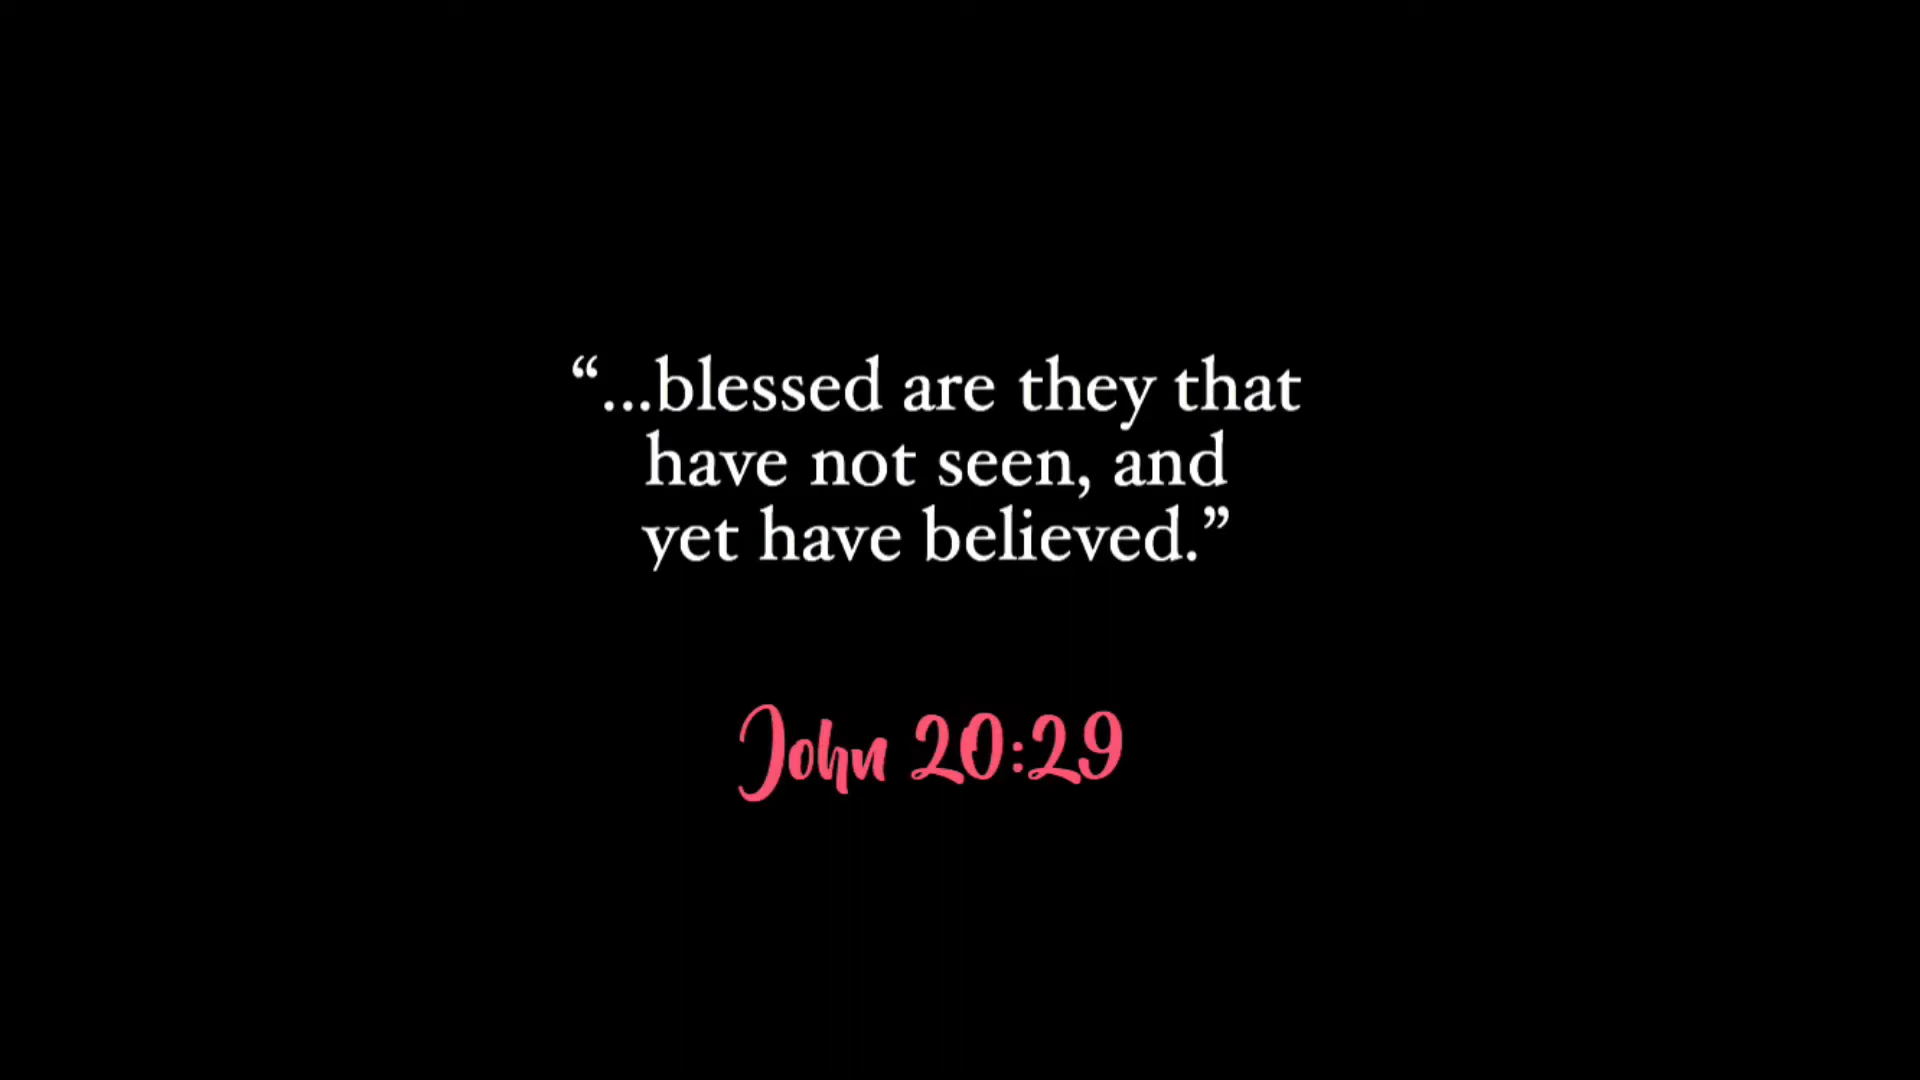 “...blessed are they that
have not seen, and
yet have believed.”
John 20:29